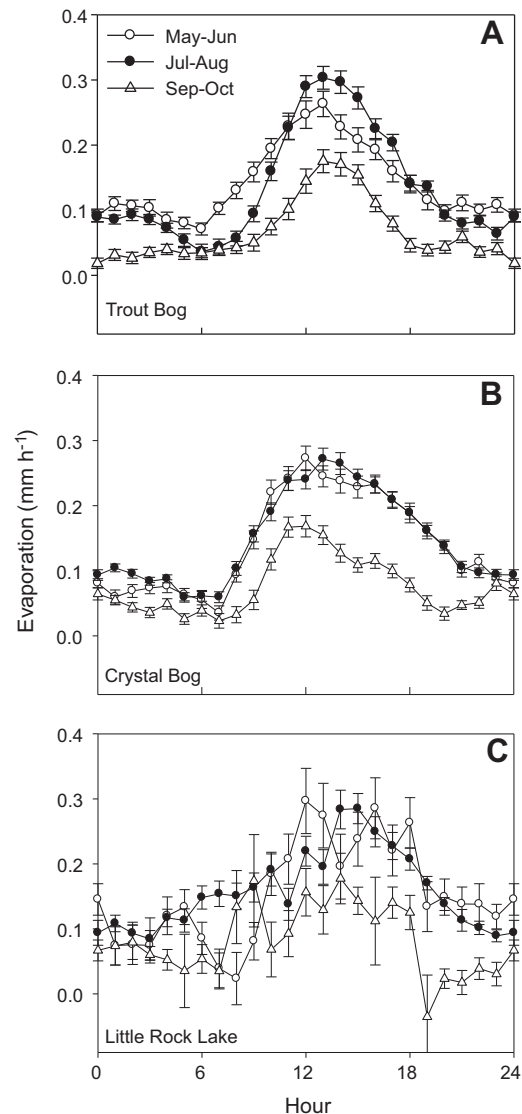 A
May-Jun
Jul-Aug
Sep-Oct
0.4
0.3
0.2
0.1
0.0
Trout Bog
B
0.4
0.3
0.2
0.1
0.0
Crystal Bog
Evaporation (mm h⁻¹)
C
0.4
0.3
0.2
0.1
0.0
Little Rock Lake
0 6 12 18 24
Hour